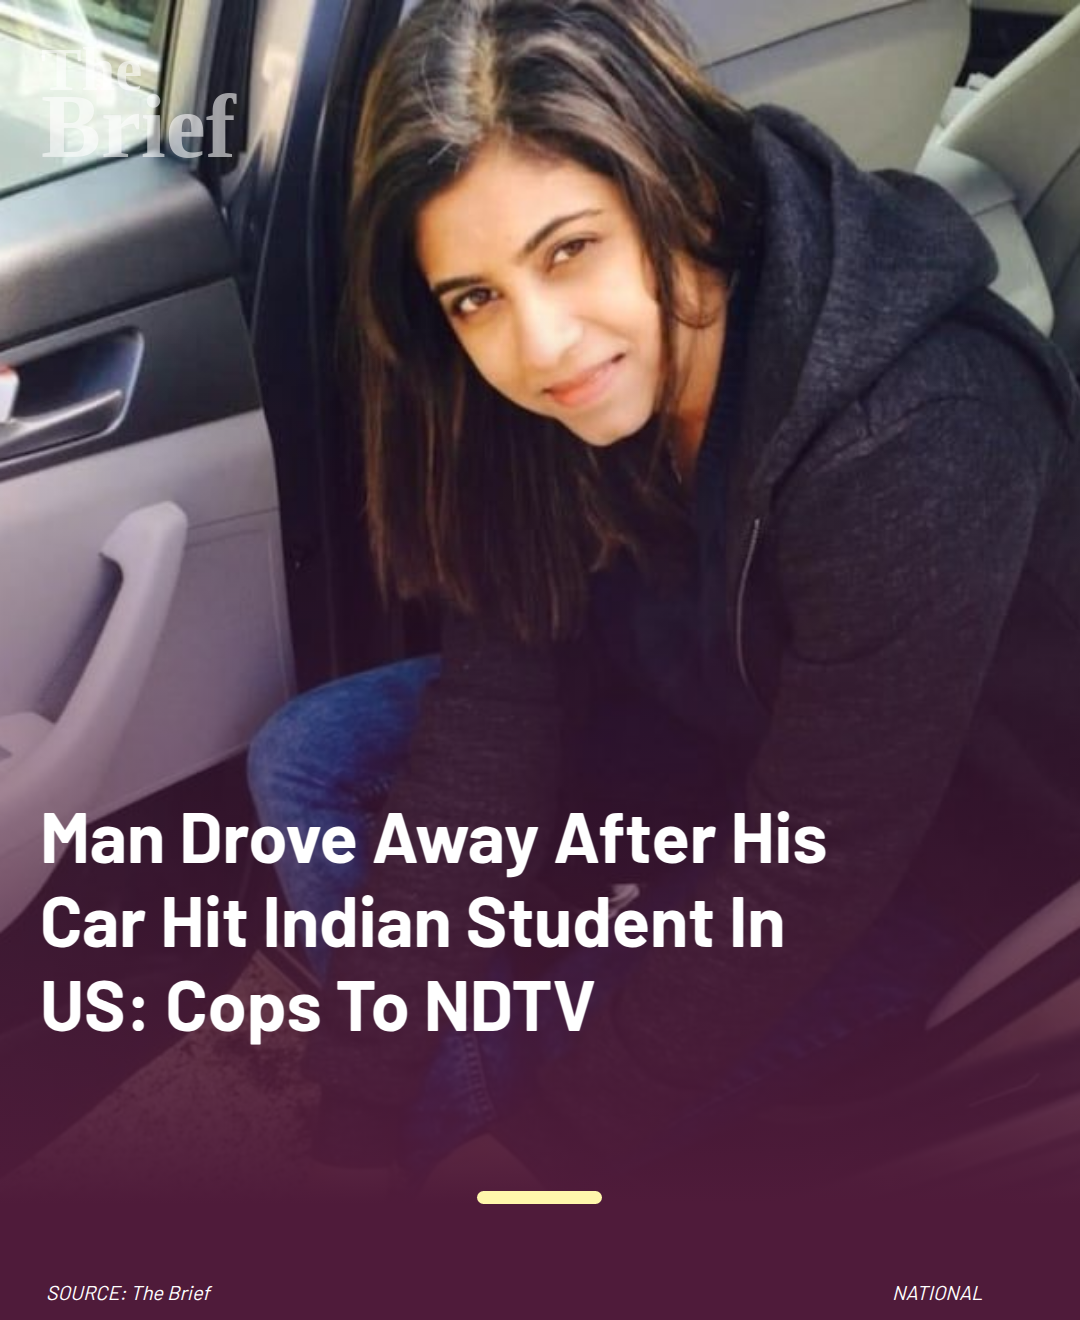 The
Brief
Man Drove Away After His
Car Hit Indian Student In
US: Cops To NDTV
SOURCE: The Brief
NATIONAL